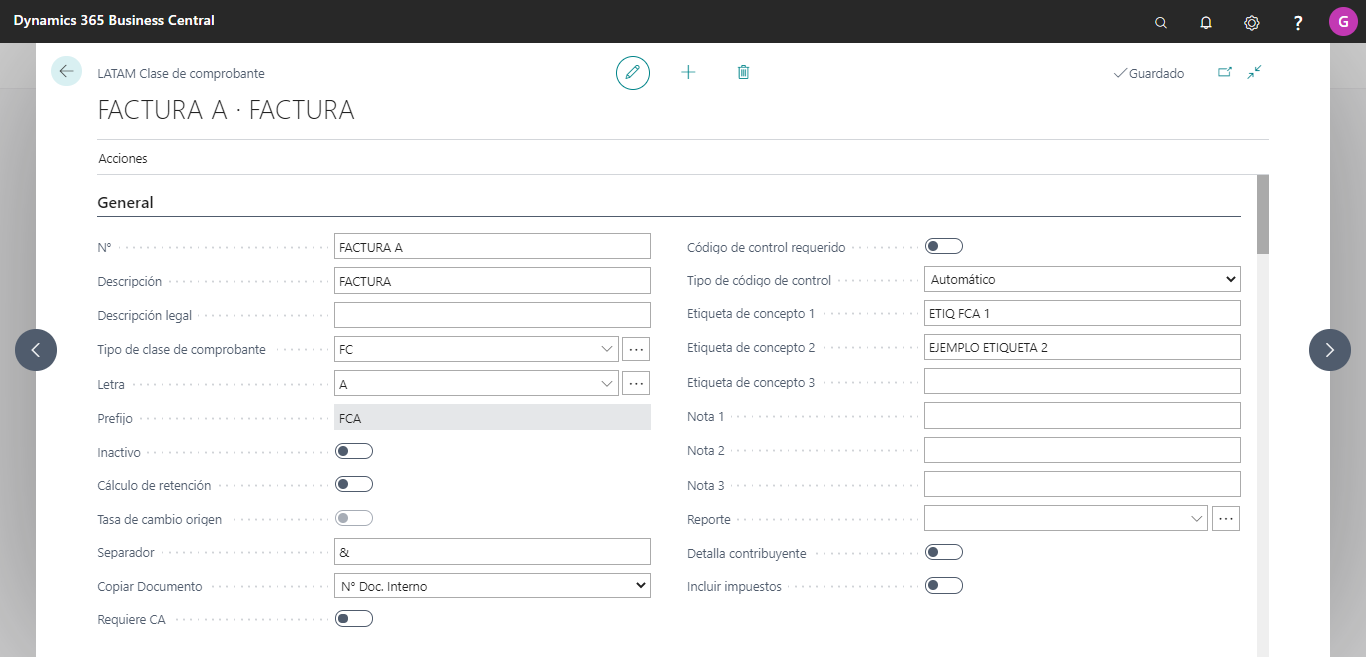 Dynamics 365 Business Central
?
G
LATAM Clase de comprobante
Guardado
FACTURA A · FACTURA
Acciones
General
N° FACTURA A
Descripción FACTURA
Descripción legal
Tipo de clase de comprobante FC
Letra A
Prefijo FCA
Inactivo
Cálculo de retención
Tasa de cambio origen
Separador &
Copiar Documento N° Doc. Interno
Requiere CA
Código de control requerido
Tipo de código de control Automático
Etiqueta de concepto 1 ETIQ FCA 1
Etiqueta de concepto 2 EJEMPLO ETIQUETA 2
Etiqueta de concepto 3
Nota 1
Nota 2
Nota 3
Reporte
Detalla contribuyente
Incluir impuestos